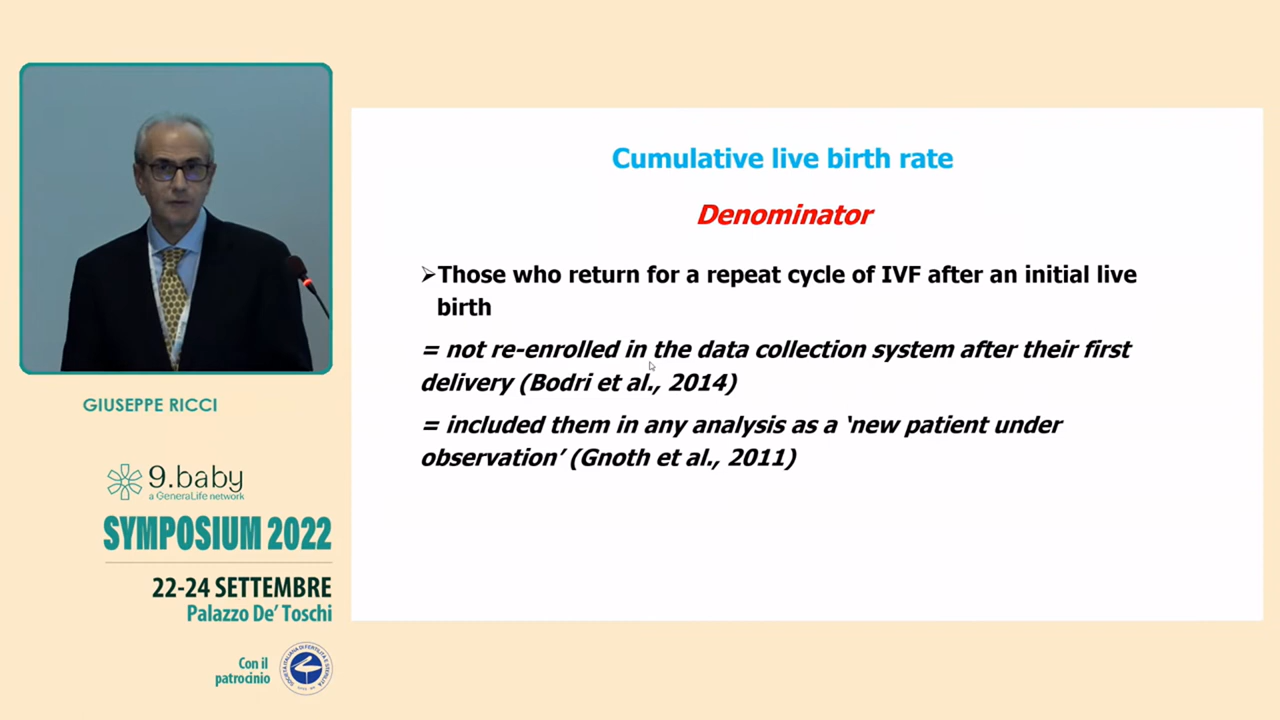 Cumulative live birth rate
Denominator
➢Those who return for a repeat cycle of IVF after an initial live
birth
= not re-enrolled in the data collection system after their first
delivery (Bodri et al., 2014)
= included them in any analysis as a ‘new patient under
observation’ (Gnoth et al., 2011)
GIUSEPPE RICCI
9.baby
a GeneraLife network
SYMPOSIUM 2022
22-24 SETTEMBRE
Palazzo De’ Toschi
Con il
patrocinio